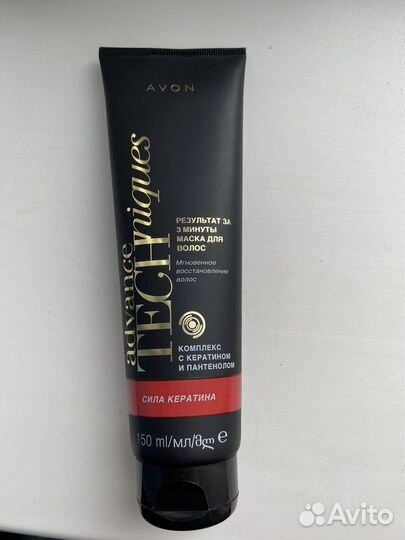 AVON
advance
TECHniques
РЕЗУЛЬТАТ ЗА
3 МИНУТЫ
МАСКА ДЛЯ
ВОЛОС
Мгновенное
восстановление
волос
КОМПЛЕКС
С КЕРАТИНОМ
И ПАНТЕНОЛОМ
СИЛА КЕРАТИНА
150 ml/мл/მლ e
Avito